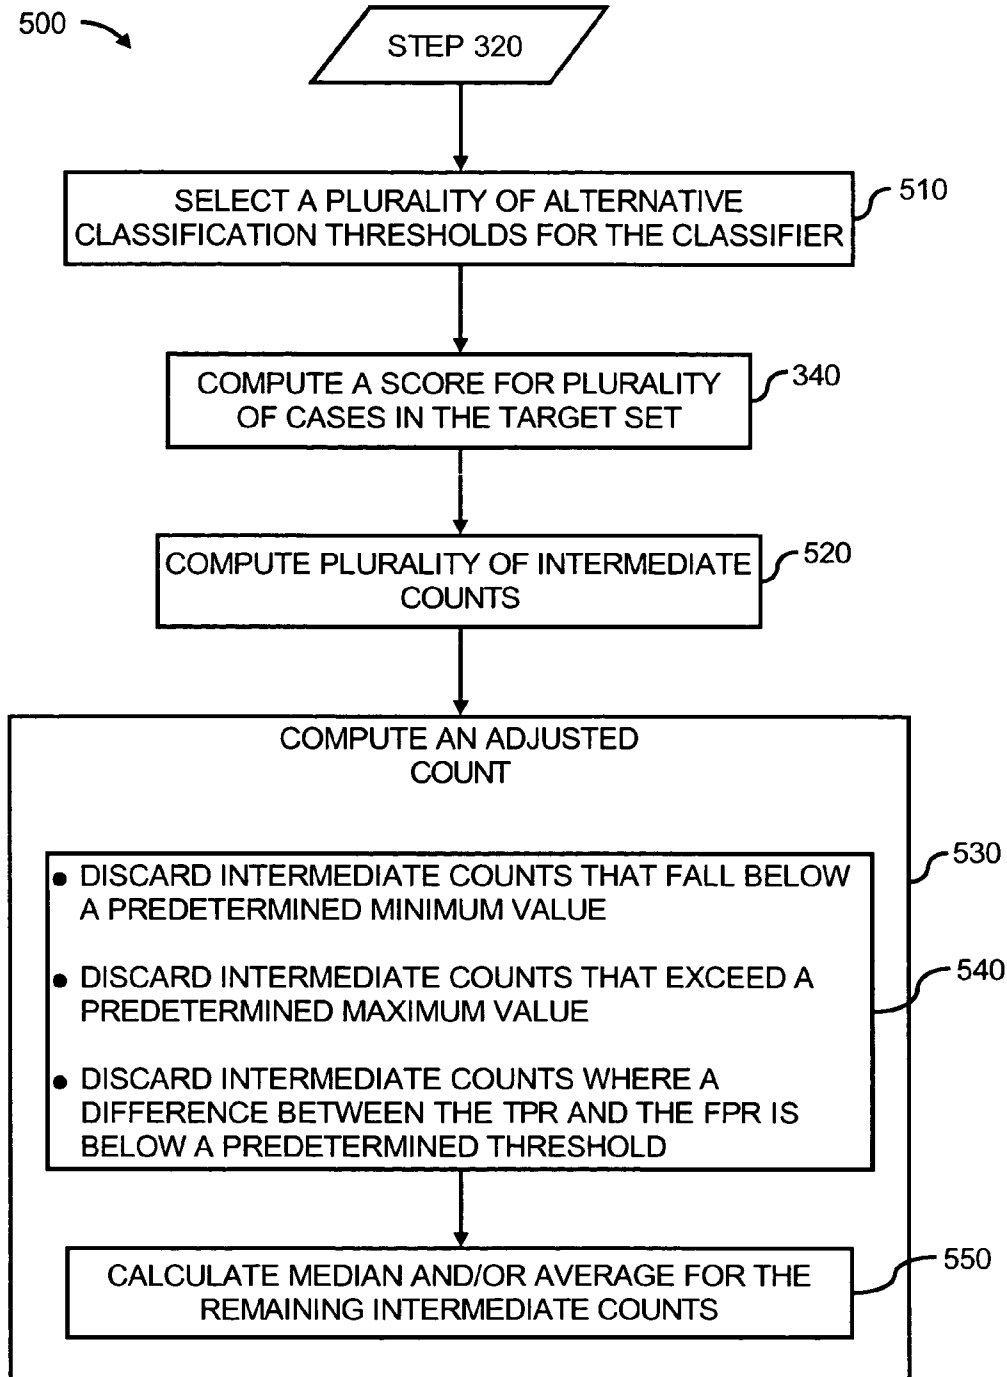 500
STEP 320
SELECT A PLURALITY OF ALTERNATIVE
CLASSIFICATION THRESHOLDS FOR THE CLASSIFIER
510
COMPUTE A SCORE FOR PLURALITY
OF CASES IN THE TARGET SET
340
COMPUTE PLURALITY OF INTERMEDIATE
COUNTS
520
COMPUTE AN ADJUSTED
COUNT
530
• DISCARD INTERMEDIATE COUNTS THAT FALL BELOW
A PREDETERMINED MINIMUM VALUE
• DISCARD INTERMEDIATE COUNTS THAT EXCEED A
PREDETERMINED MAXIMUM VALUE
540
• DISCARD INTERMEDIATE COUNTS WHERE A
DIFFERENCE BETWEEN THE TPR AND THE FPR IS
BELOW A PREDETERMINED THRESHOLD
CALCULATE MEDIAN AND/OR AVERAGE FOR THE
REMAINING INTERMEDIATE COUNTS
550